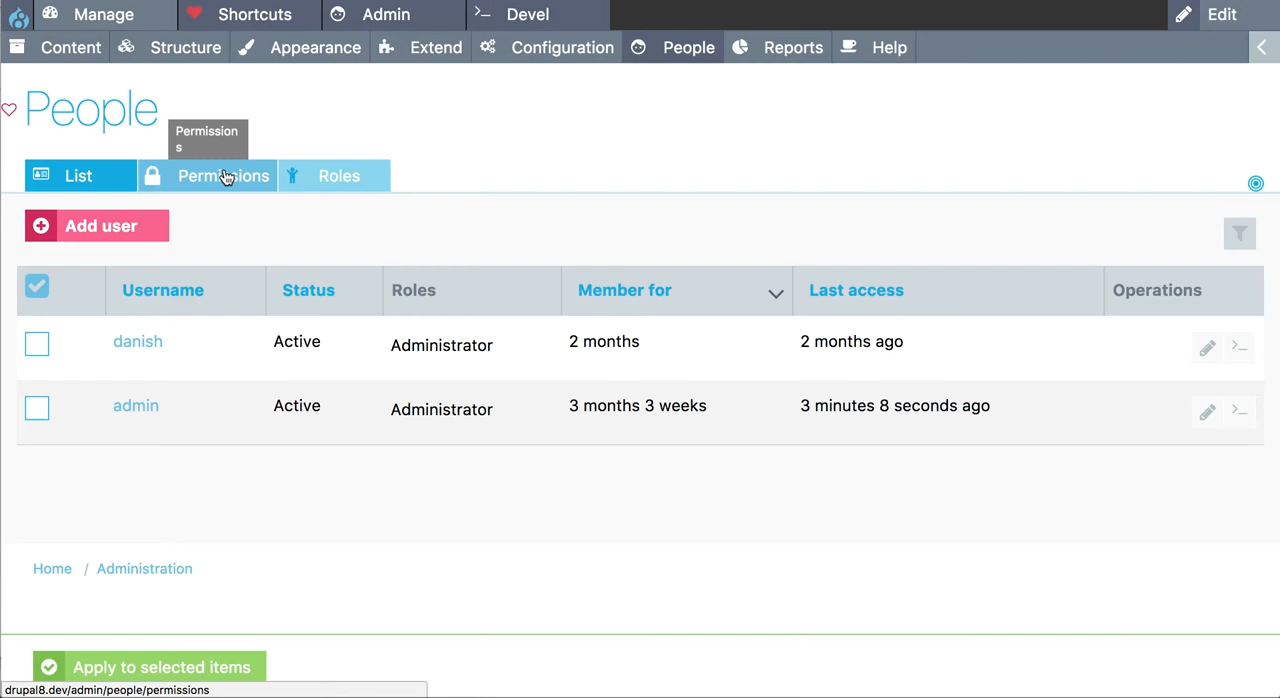 Manage Shortcuts Admin Devel Edit
Content Structure Appearance Extend Configuration People Reports Help
People
Permission
s
List Permissions Roles
Add user
Username Status Roles Member for Last access Operations
danish Active Administrator 2 months 2 months ago
admin Active Administrator 3 months 3 weeks 3 minutes 8 seconds ago
Home / Administration
Apply to selected items
drupal8.dev/admin/people/permissions